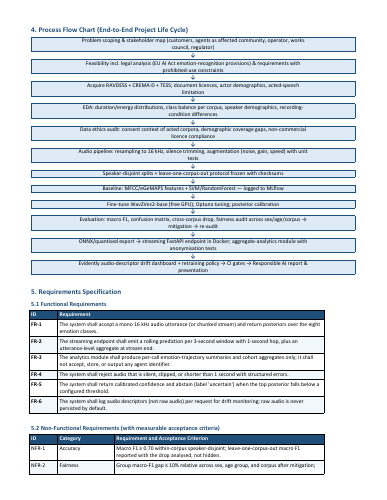 4. Process Flow Chart (End-to-End Project Life Cycle)
Problem scoping & stakeholder map (customers, agents as affected community, operator, works
council, regulator)
↓
Feasibility incl. legal analysis (EU AI Act emotion-recognition provisions) & requirements with
prohibited-use constraints
↓
Acquire RAVDESS + CREMA-D + TESS; document licences, actor demographics, acted-speech
limitation
↓
EDA: duration/energy distributions, class balance per corpus, speaker demographics, recording-
condition differences
↓
Data ethics audit: consent context of acted corpora, demographic coverage gaps, non-commercial
licence compliance
↓
Audio pipeline: resampling to 16 kHz, silence trimming, augmentation (noise, gain, speed) with unit
tests
↓
Speaker-disjoint splits + leave-one-corpus-out protocol frozen with checksums
↓
Baseline: MFCC/eGeMAPS features + SVM/RandomForest — logged to MLflow
↓
Fine-tune Wav2Vec2-base (free GPU); Optuna tuning; posterior calibration
↓
Evaluation: macro F1, confusion matrix, cross-corpus drop, fairness audit across sex/age/corpus →
mitigation → re-audit
↓
ONNX/quantised export → streaming FastAPI endpoint in Docker; aggregate-analytics module with
anonymisation tests
↓
Evidently audio-descriptor drift dashboard + retraining policy → CI gates → Responsible AI report &
presentation
5. Requirements Specification
5.1 Functional Requirements
ID Requirement
FR-1 The system shall accept a mono 16 kHz audio utterance (or chunked stream) and return posteriors over the eight
emotion classes.
FR-2 The streaming endpoint shall emit a rolling prediction per 3-second window with 1-second hop, plus an
utterance-level aggregate at stream end.
FR-3 The analytics module shall produce per-call emotion-trajectory summaries and cohort aggregates only; it shall
not accept, store, or output any agent identifier.
FR-4 The system shall reject audio that is silent, clipped, or shorter than 1 second with structured errors.
FR-5 The system shall return calibrated confidence and abstain (label 'uncertain') when the top posterior falls below a
configured threshold.
FR-6 The system shall log audio descriptors (not raw audio) per request for drift monitoring; raw audio is never
persisted by default.
5.2 Non-Functional Requirements (with measurable acceptance criteria)
ID Category Requirement and Acceptance Criterion
NFR-1 Accuracy Macro F1 ≥ 0.70 within-corpus speaker-disjoint; leave-one-corpus-out macro F1
reported with the drop analysed, not hidden.
NFR-2 Fairness Group macro-F1 gap ≤ 10% relative across sex, age group, and corpus after mitigation;